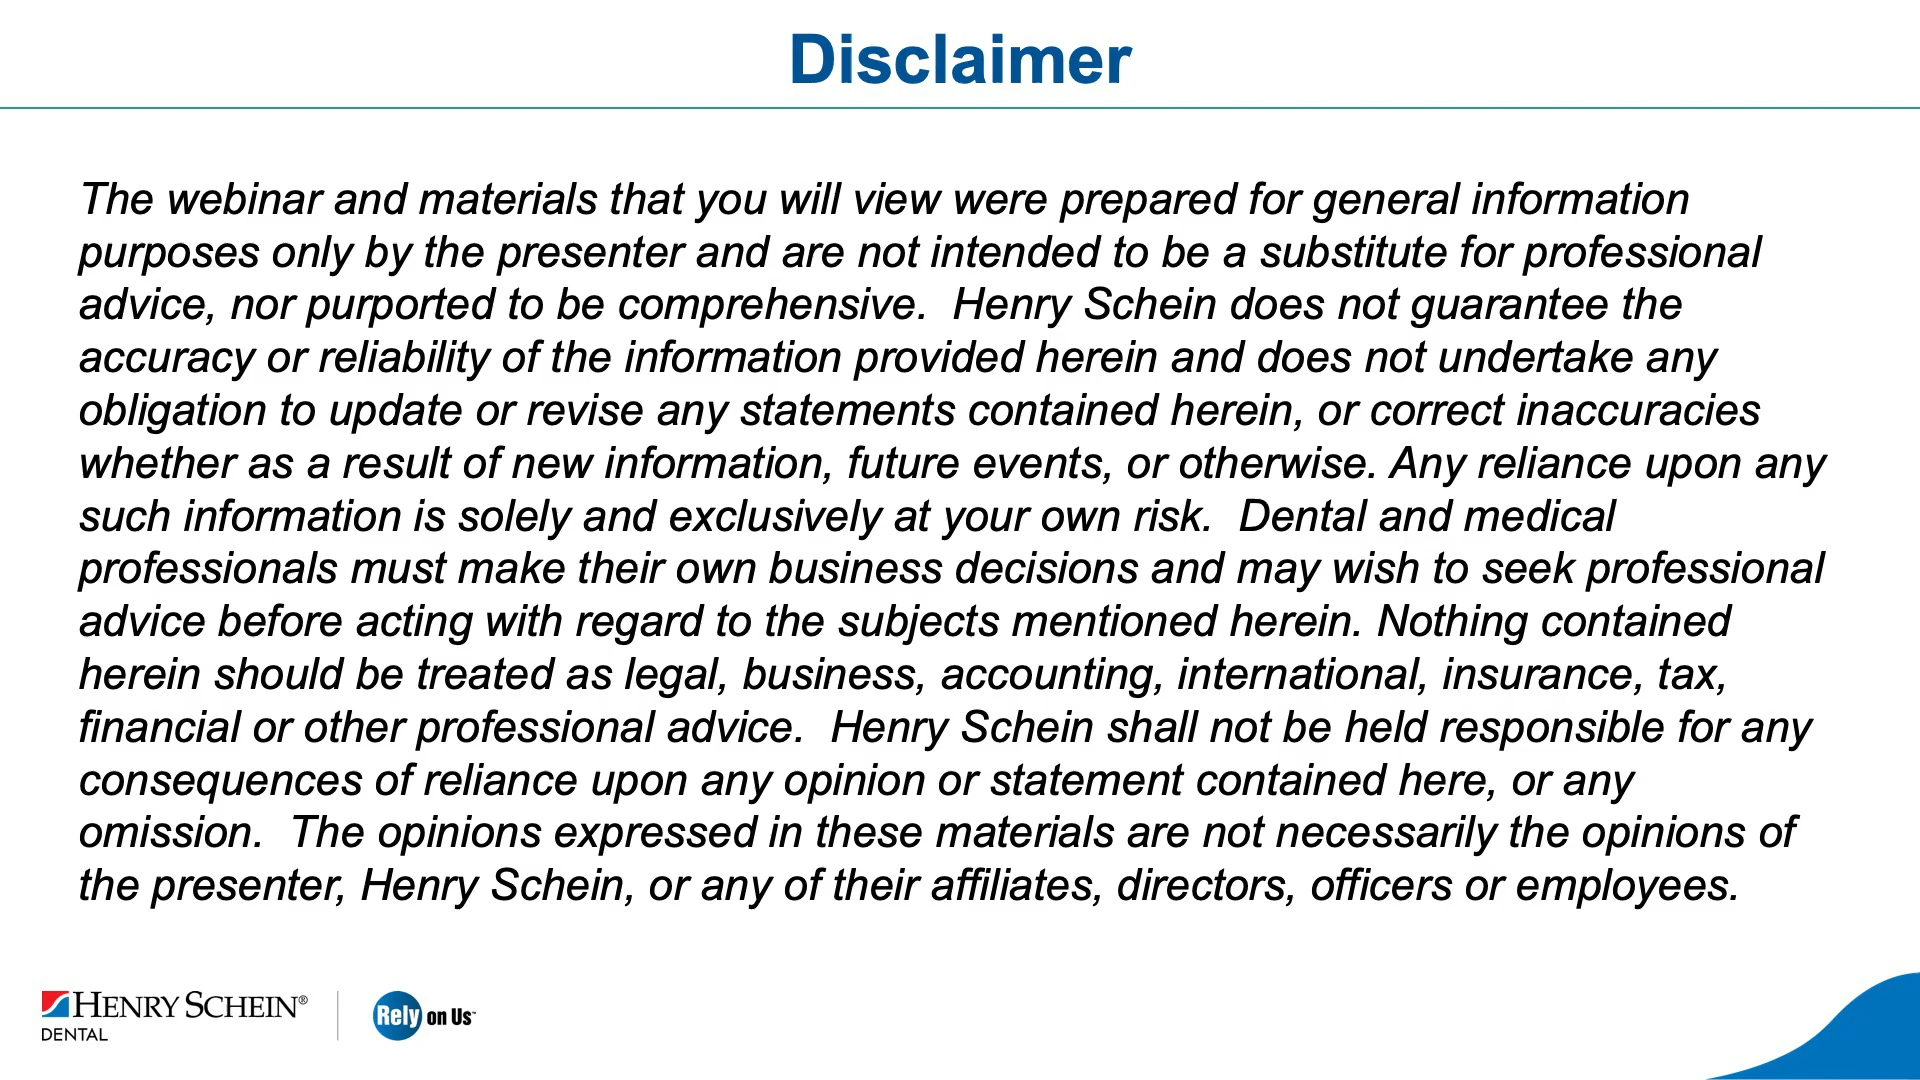 Disclaimer
The webinar and materials that you will view were prepared for general information
purposes only by the presenter and are not intended to be a substitute for professional
advice, nor purported to be comprehensive.  Henry Schein does not guarantee the
accuracy or reliability of the information provided herein and does not undertake any
obligation to update or revise any statements contained herein, or correct inaccuracies
whether as a result of new information, future events, or otherwise. Any reliance upon any
such information is solely and exclusively at your own risk.  Dental and medical
professionals must make their own business decisions and may wish to seek professional
advice before acting with regard to the subjects mentioned herein. Nothing contained
herein should be treated as legal, business, accounting, international, insurance, tax,
financial or other professional advice.  Henry Schein shall not be held responsible for any
consequences of reliance upon any opinion or statement contained here, or any
omission.  The opinions expressed in these materials are not necessarily the opinions of
the presenter, Henry Schein, or any of their affiliates, directors, officers or employees.
HENRY SCHEIN®
DENTAL
Rely on Us™